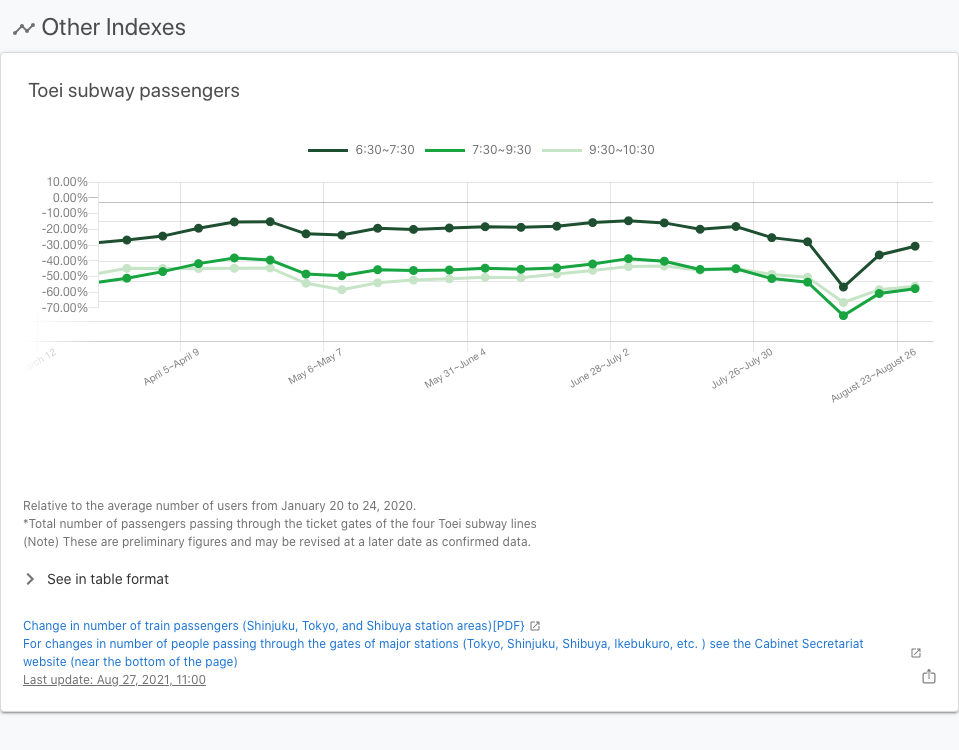 Other Indexes
Toei subway passengers
6:30~7:30 7:30~9:30 9:30~10:30
10.00%
0.00%
-10.00%
-20.00%
-30.00%
-40.00%
-50.00%
-60.00%
-70.00%
12
April 5~April 9
May 6~May 7
May 31~June 4
June 28~July 2
July 26~July 30
August 23~August 26
Relative to the average number of users from January 20 to 24, 2020.
*Total number of passengers passing through the ticket gates of the four Toei subway lines
(Note) These are preliminary figures and may be revised at a later date as confirmed data.
See in table format
Change in number of train passengers (Shinjuku, Tokyo, and Shibuya station areas)[PDF}
For changes in number of people passing through the gates of major stations (Tokyo, Shinjuku, Shibuya, Ikebukuro, etc. ) see the Cabinet Secretariat
website (near the bottom of the page)
Last update: Aug 27, 2021, 11:00